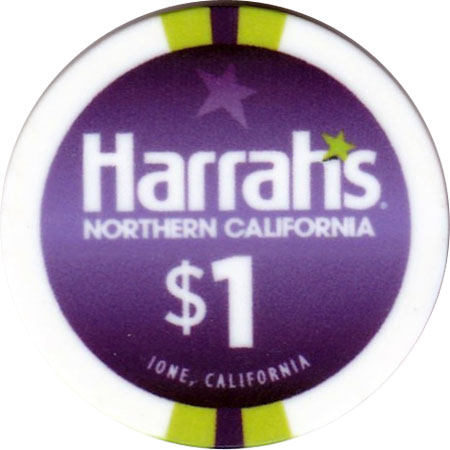 Harrah's
NORTHERN CALIFORNIA
$1
IONE, CALIFORNIA